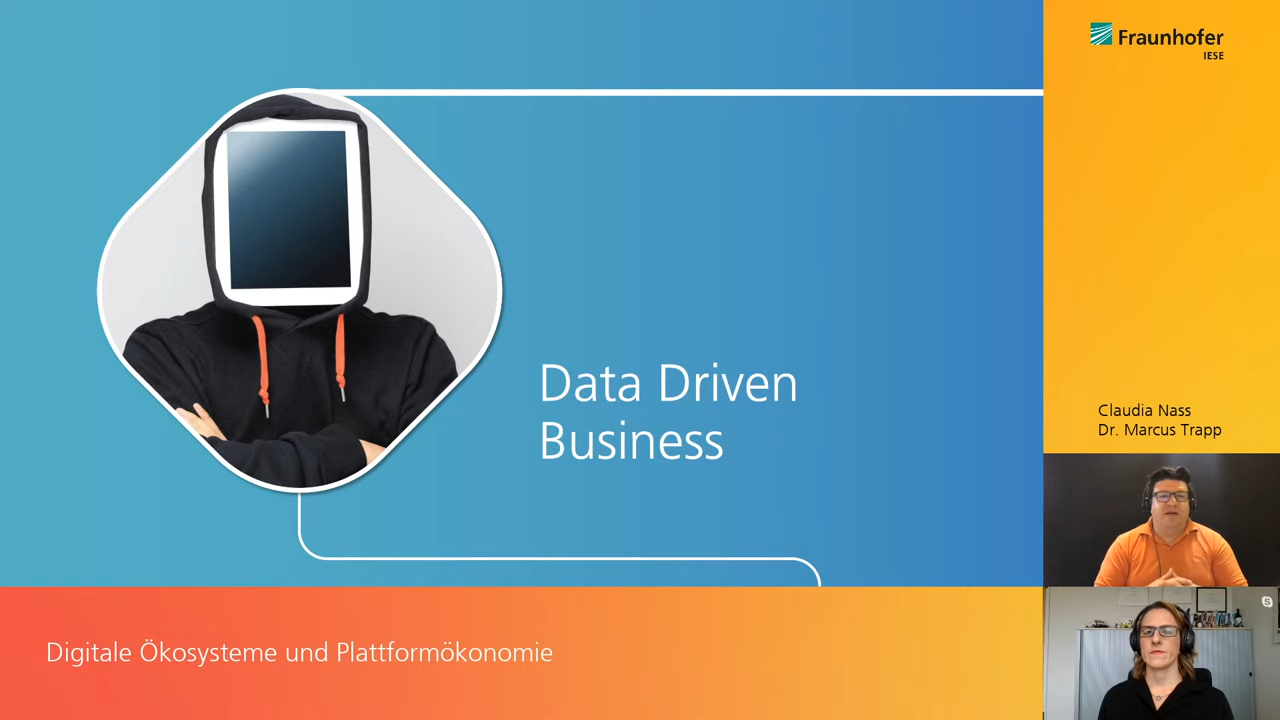 Fraunhofer
IESE
Data Driven
Business
Claudia Nass
Dr. Marcus Trapp
Digitale Ökosysteme und Plattformökonomie